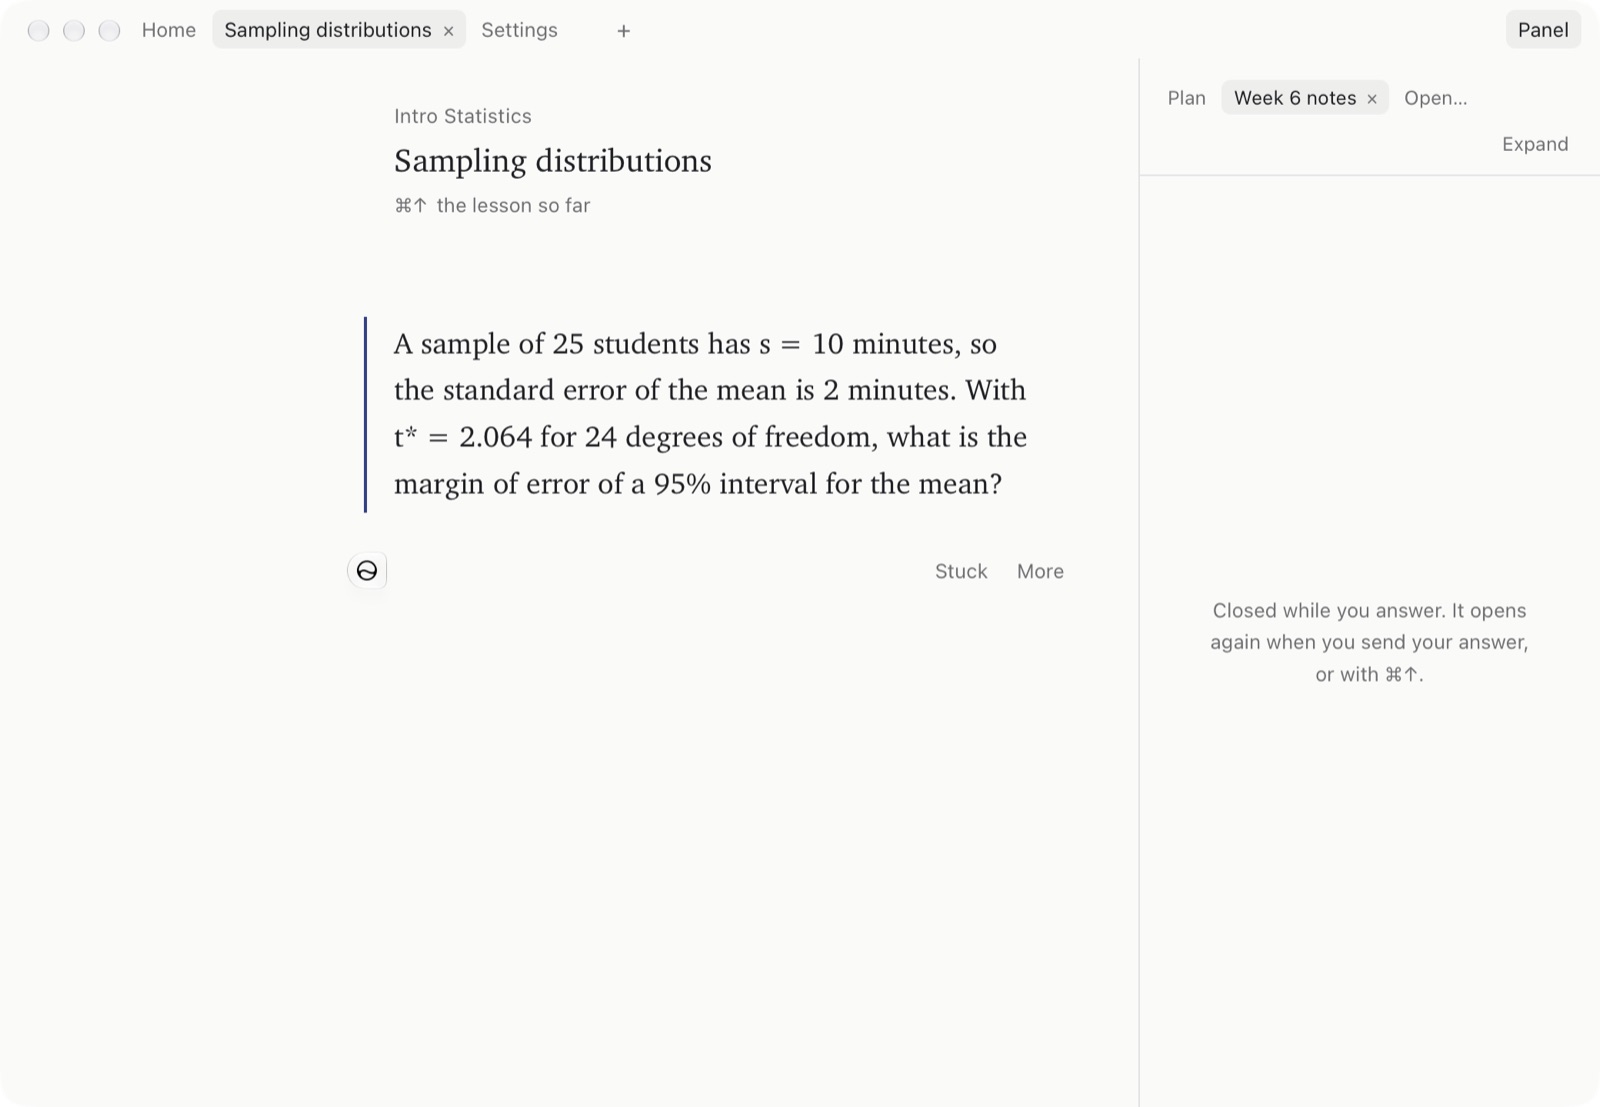 Home
Sampling distributions ×
Settings
+
Panel
Intro Statistics
Sampling distributions
⌘↑ the lesson so far
A sample of 25 students has s = 10 minutes, so
the standard error of the mean is 2 minutes. With
t* = 2.064 for 24 degrees of freedom, what is the
margin of error of a 95% interval for the mean?
Stuck
More
Plan
Week 6 notes ×
Open...
Expand
Closed while you answer. It opens
again when you send your answer,
or with ⌘↑.